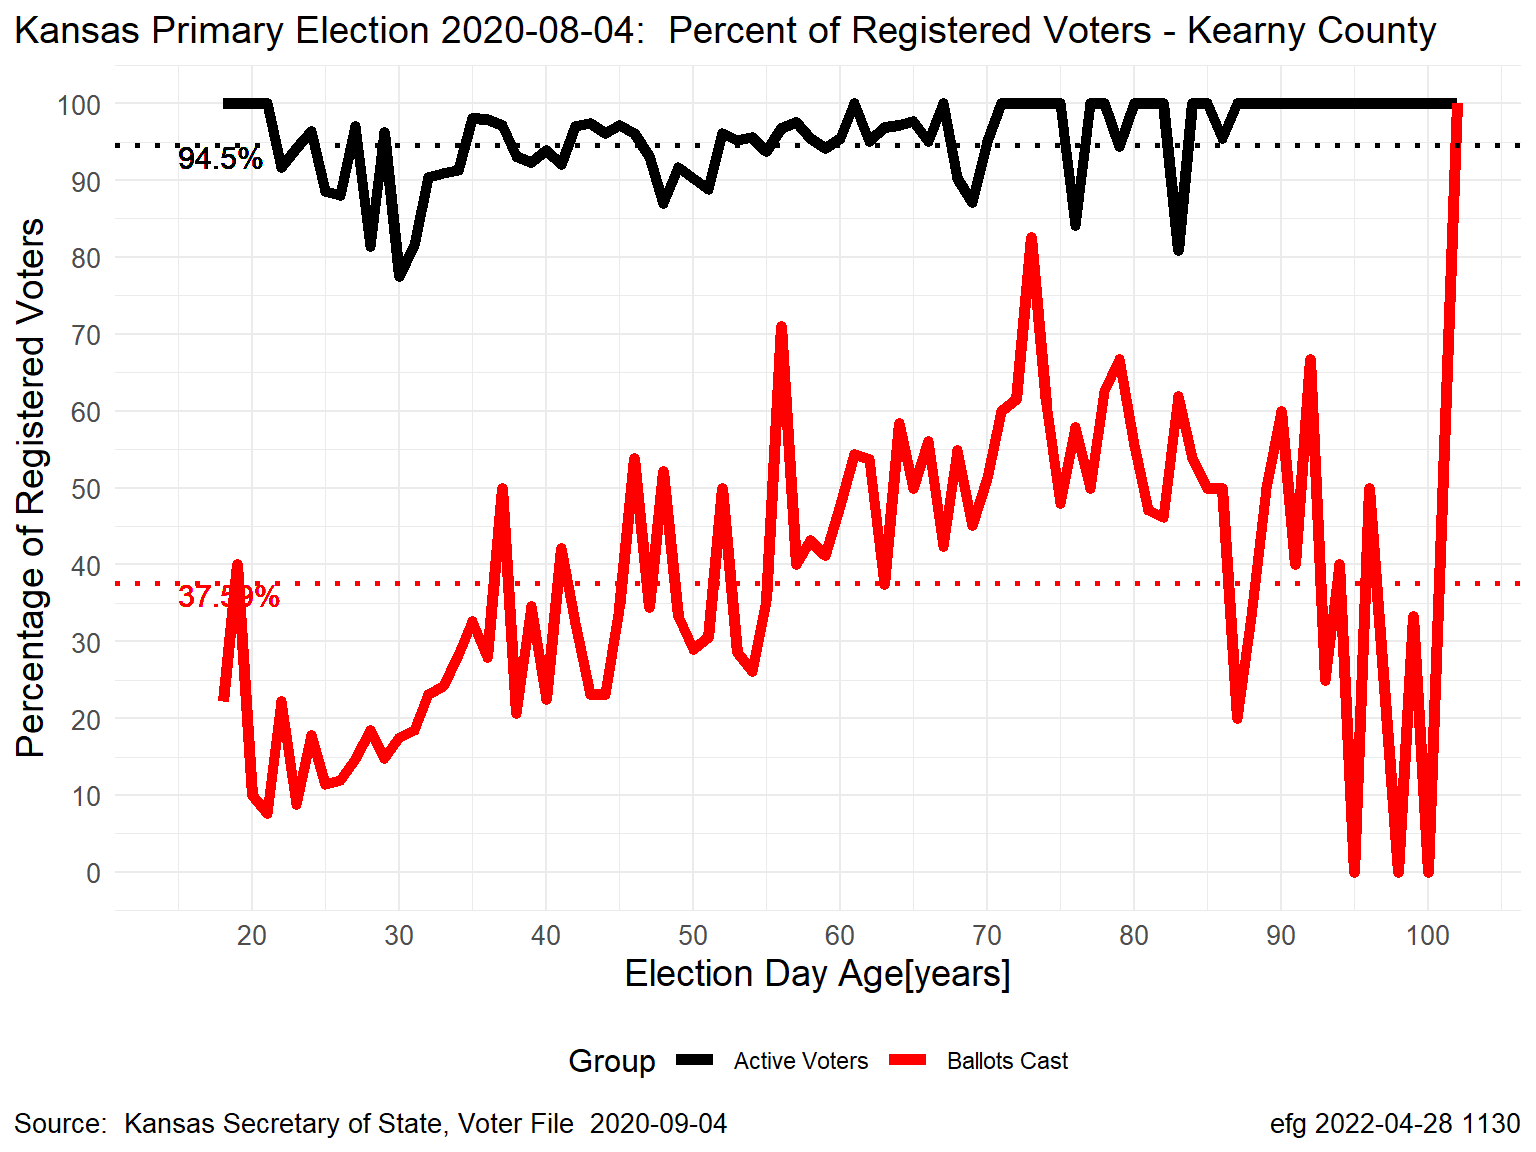 Kansas Primary Election 2020-08-04:  Percent of Registered Voters - Kearny County
Percentage of Registered Voters
100
90
80
70
60
50
40
30
20
10
0
94.5%
37.59%
20 30 40 50 60 70 80 90 100
Election Day Age[years]
Group Active Voters Ballots Cast
Source:  Kansas Secretary of State, Voter File  2020-09-04
efg 2022-04-28 1130